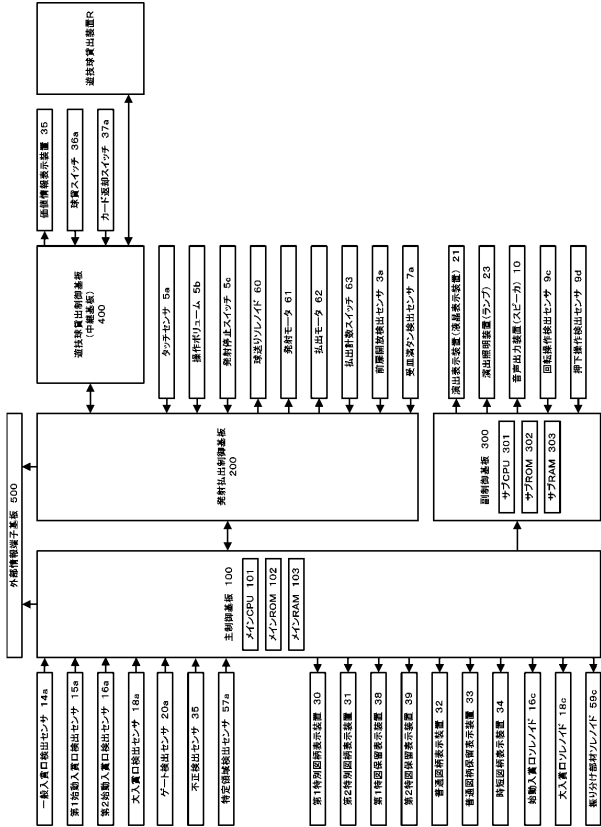 外部情報端子基板 500
一般入賞口検出センサ 14a
第1始動入賞口検出センサ 15a
第2始動入賞口検出センサ 16a
大入賞口検出センサ 18a
ゲート検出センサ 20a
不正検出センサ 35
特定領域検出センサ 57a
第1特別図柄表示装置 30
第2特別図柄表示装置 31
第1特図保留表示装置 38
第2特図保留表示装置 39
普通図柄表示装置 32
普通図柄保留表示装置 33
時短図柄表示装置 34
始動入賞口ソレノイド 16c
大入賞口ソレノイド 18c
振り分け部材ソレノイド 59c
主制御基板 100
メインCPU 101
メインROM 102
メインRAM 103
発射払出制御基板
200
副制御基板 300
サブCPU 301
サブROM 302
サブRAM 303
遊技球貸出制御基板
(中継基板)
400
タッチセンサ 5a
操作ボリューム 5b
発射停止スイッチ 5c
球送りソレノイド 60
発射モータ 61
払出モータ 62
払出計数スイッチ 63
前扉開放検出センサ 3a
受皿満タン検出センサ 7a
演出表示装置(液晶表示装置) 21
演出照明装置(ランプ) 23
音声出力装置(スピーカ) 10
回転操作検出センサ 9c
押下操作検出センサ 9d
価値情報表示装置 35
球貸スイッチ 36a
カード返却スイッチ 37a
遊技球貸出装置R